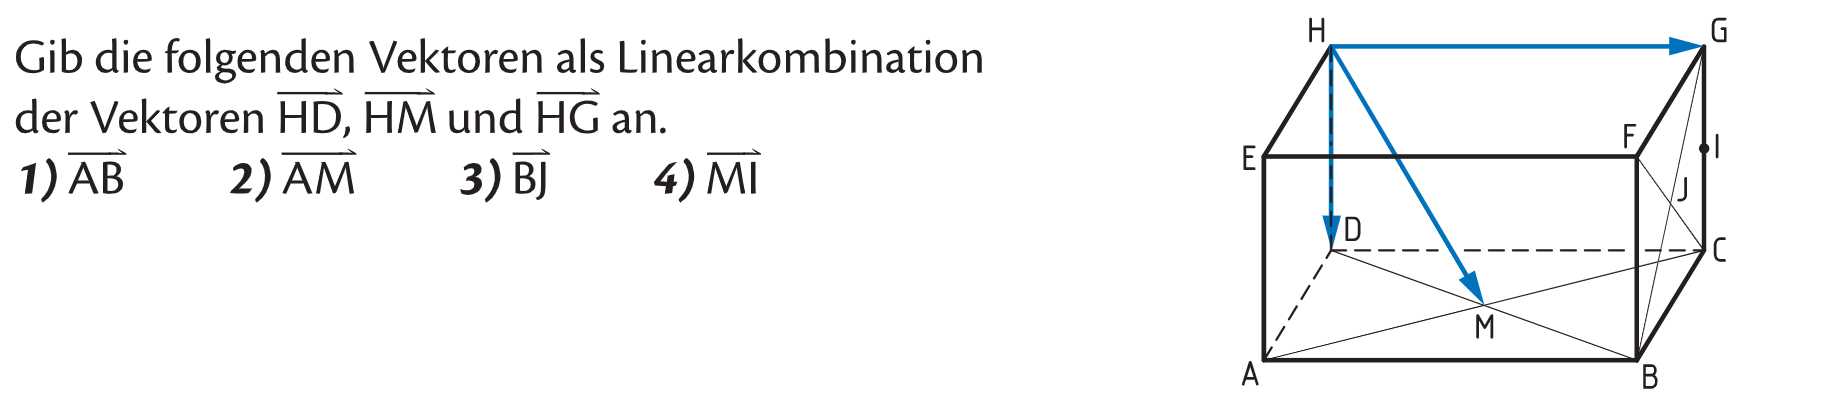 Gib die folgenden Vektoren als Linearkombination
der Vektoren HD, HM und HG an.
1) AB 2) AM 3) BJ 4) MI
H G
E F I
J
D C
M
A B